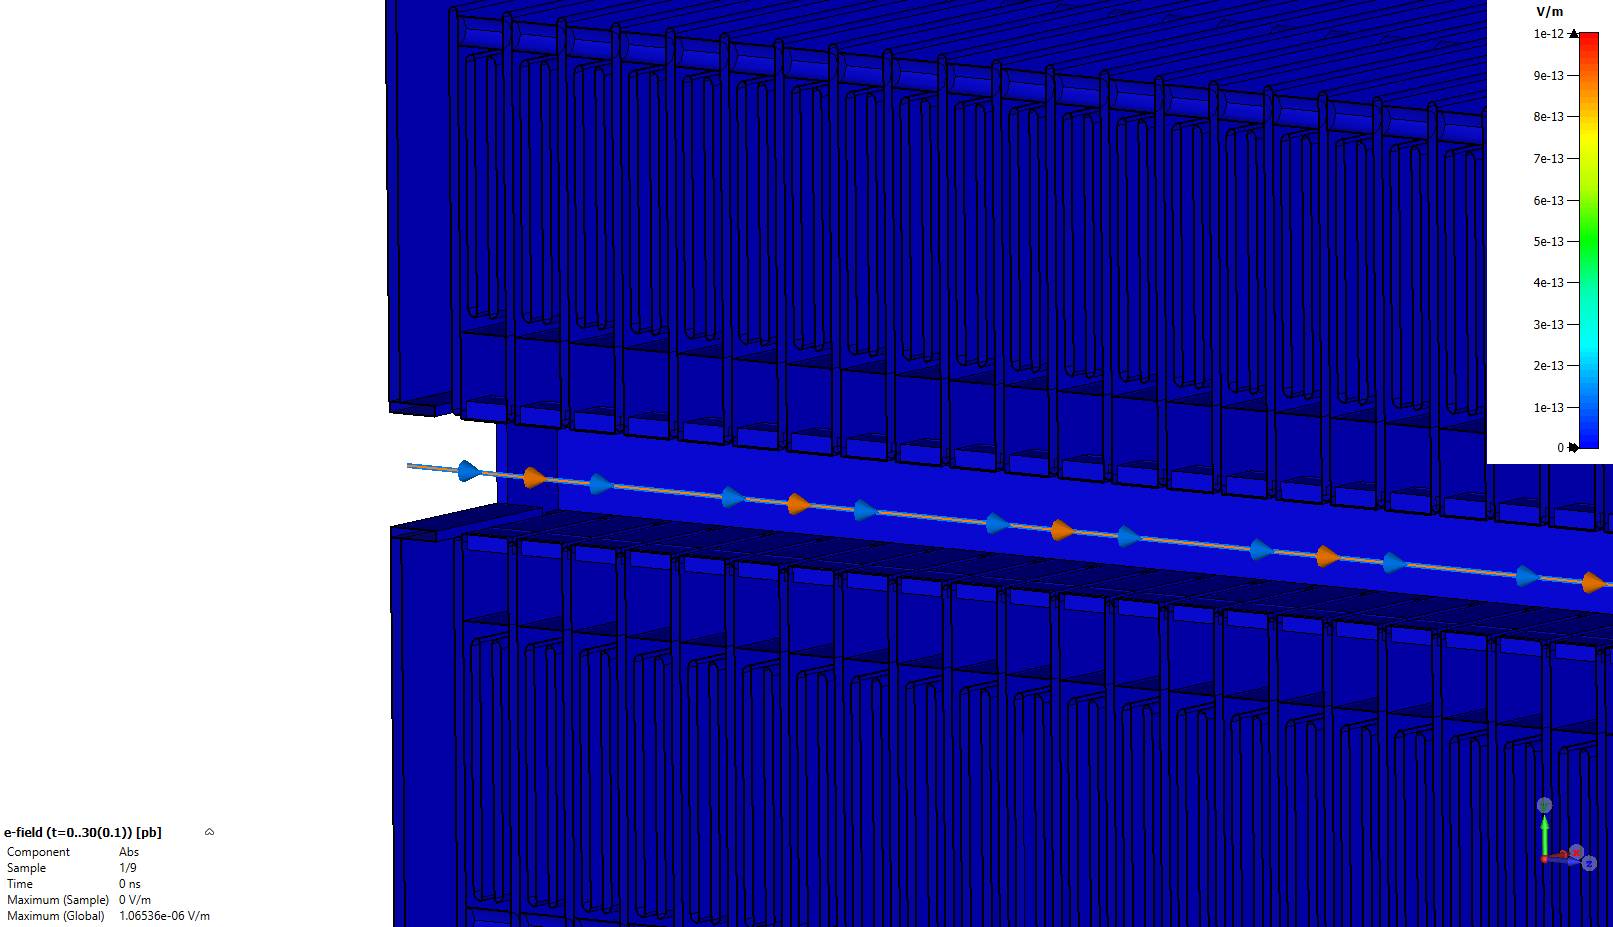 V/m
1e-12
9e-13
8e-13
7e-13
6e-13
5e-13
4e-13
3e-13
2e-13
1e-13
0
e-field (t=0..30(0.1)) [pb]
Component Abs
Sample 1/9
Time 0 ns
Maximum (Sample) 0 V/m
Maximum (Global) 1.06536e-06 V/m
x
z